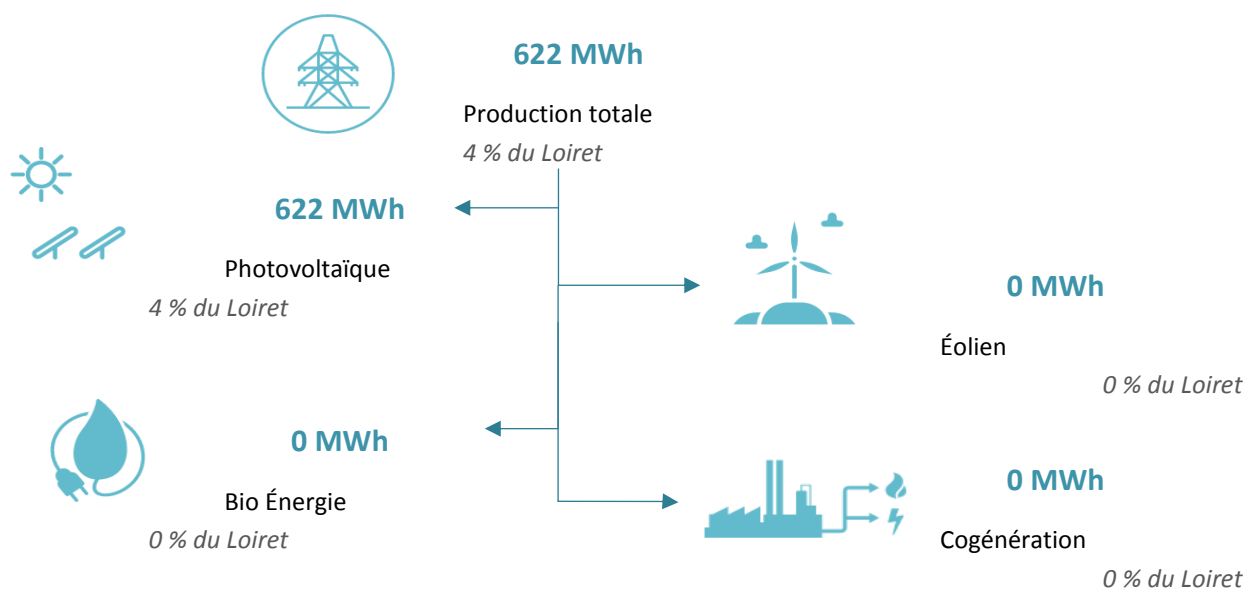 622 MWh
Production totale
4 % du Loiret
622 MWh
Photovoltaïque
4 % du Loiret
0 MWh
Éolien
0 % du Loiret
0 MWh
Bio Énergie
0 % du Loiret
0 MWh
Cogénération
0 % du Loiret